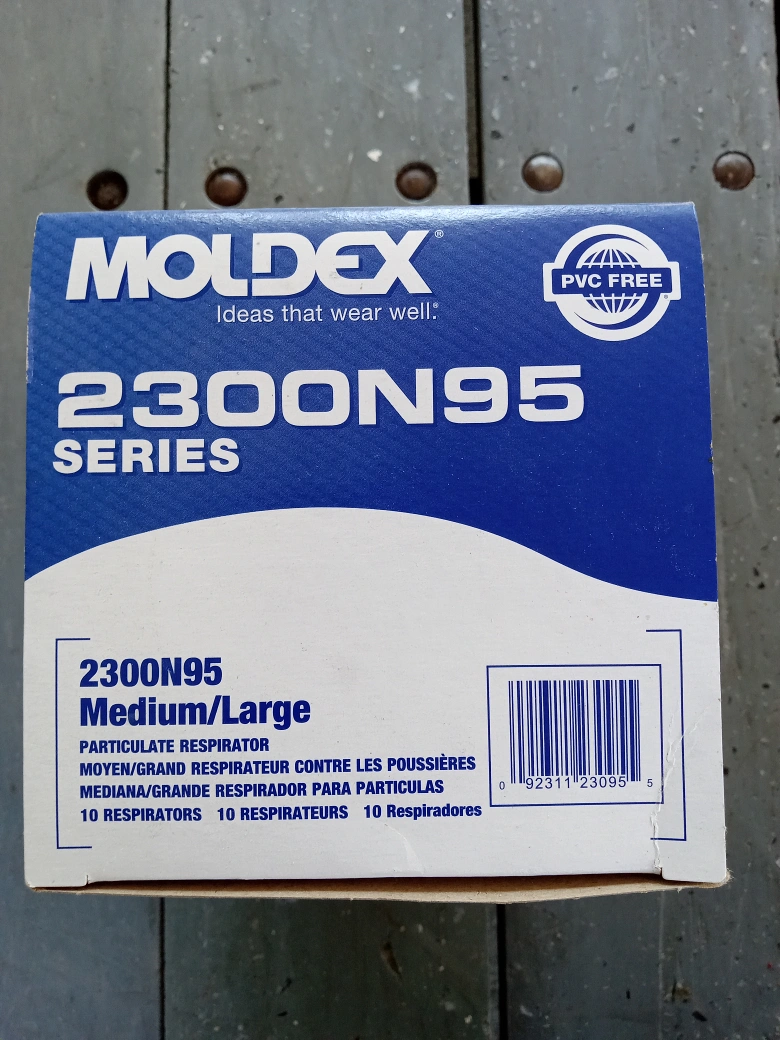 MOLDEX®
Ideas that wear well.®
PVC FREE®
2300N95
SERIES
2300N95
Medium/Large
PARTICULATE RESPIRATOR
MOYEN/GRAND RESPIRATEUR CONTRE LES POUSSIÈRES
MEDIANA/GRANDE RESPIRADOR PARA PARTICULAS
10 RESPIRATORS 10 RESPIRATEURS 10 Respiradores
0 92311 23095 5